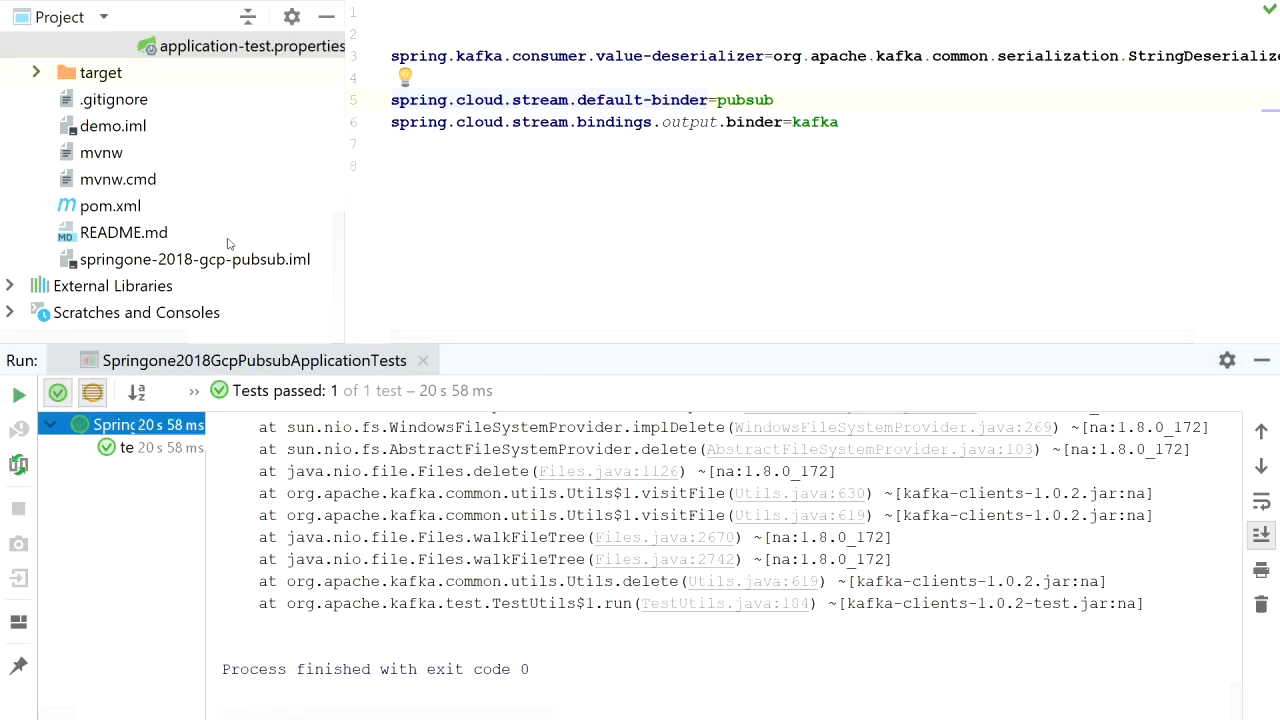 Project
application-test.properties
target
.gitignore
demo.iml
mvnw
mvnw.cmd
pom.xml
MD README.md
springone-2018-gcp-pubsub.iml
External Libraries
Scratches and Consoles
1
2
3 spring.kafka.consumer.value-deserializer=org.apache.kafka.common.serialization.StringDeserialize
4
5 spring.cloud.stream.default-binder=pubsub
6 spring.cloud.stream.bindings.output.binder=kafka
7
8
Run: Springone2018GcpPubsubApplicationTests
Tests passed: 1 of 1 test – 20 s 58 ms
Sprinc 20 s 58 ms
te 20 s 58 ms
at sun.nio.fs.WindowsFileSystemProvider.implDelete(WindowsFileSystemProvider.java:269) ~[na:1.8.0_172]
at sun.nio.fs.AbstractFileSystemProvider.delete(AbstractFileSystemProvider.java:103) ~[na:1.8.0_172]
at java.nio.file.Files.delete(Files.java:1126) ~[na:1.8.0_172]
at org.apache.kafka.common.utils.Utils$1.visitFile(Utils.java:630) ~[kafka-clients-1.0.2.jar:na]
at org.apache.kafka.common.utils.Utils$1.visitFile(Utils.java:619) ~[kafka-clients-1.0.2.jar:na]
at java.nio.file.Files.walkFileTree(Files.java:2670) ~[na:1.8.0_172]
at java.nio.file.Files.walkFileTree(Files.java:2742) ~[na:1.8.0_172]
at org.apache.kafka.common.utils.Utils.delete(Utils.java:619) ~[kafka-clients-1.0.2.jar:na]
at org.apache.kafka.test.TestUtils$1.run(TestUtils.java:184) ~[kafka-clients-1.0.2-test.jar:na]
Process finished with exit code 0